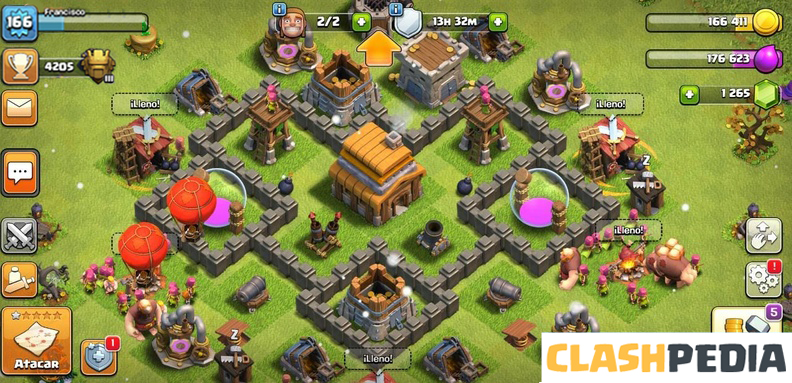 166
Francisco
2/2
13h 32m
166 411
4205
176 623
1 265
¡Lleno!
¡Lleno!
Z
¡Lleno!
!
5
Z
Atacar
1
¡Lleno!
CLASHPEDIA